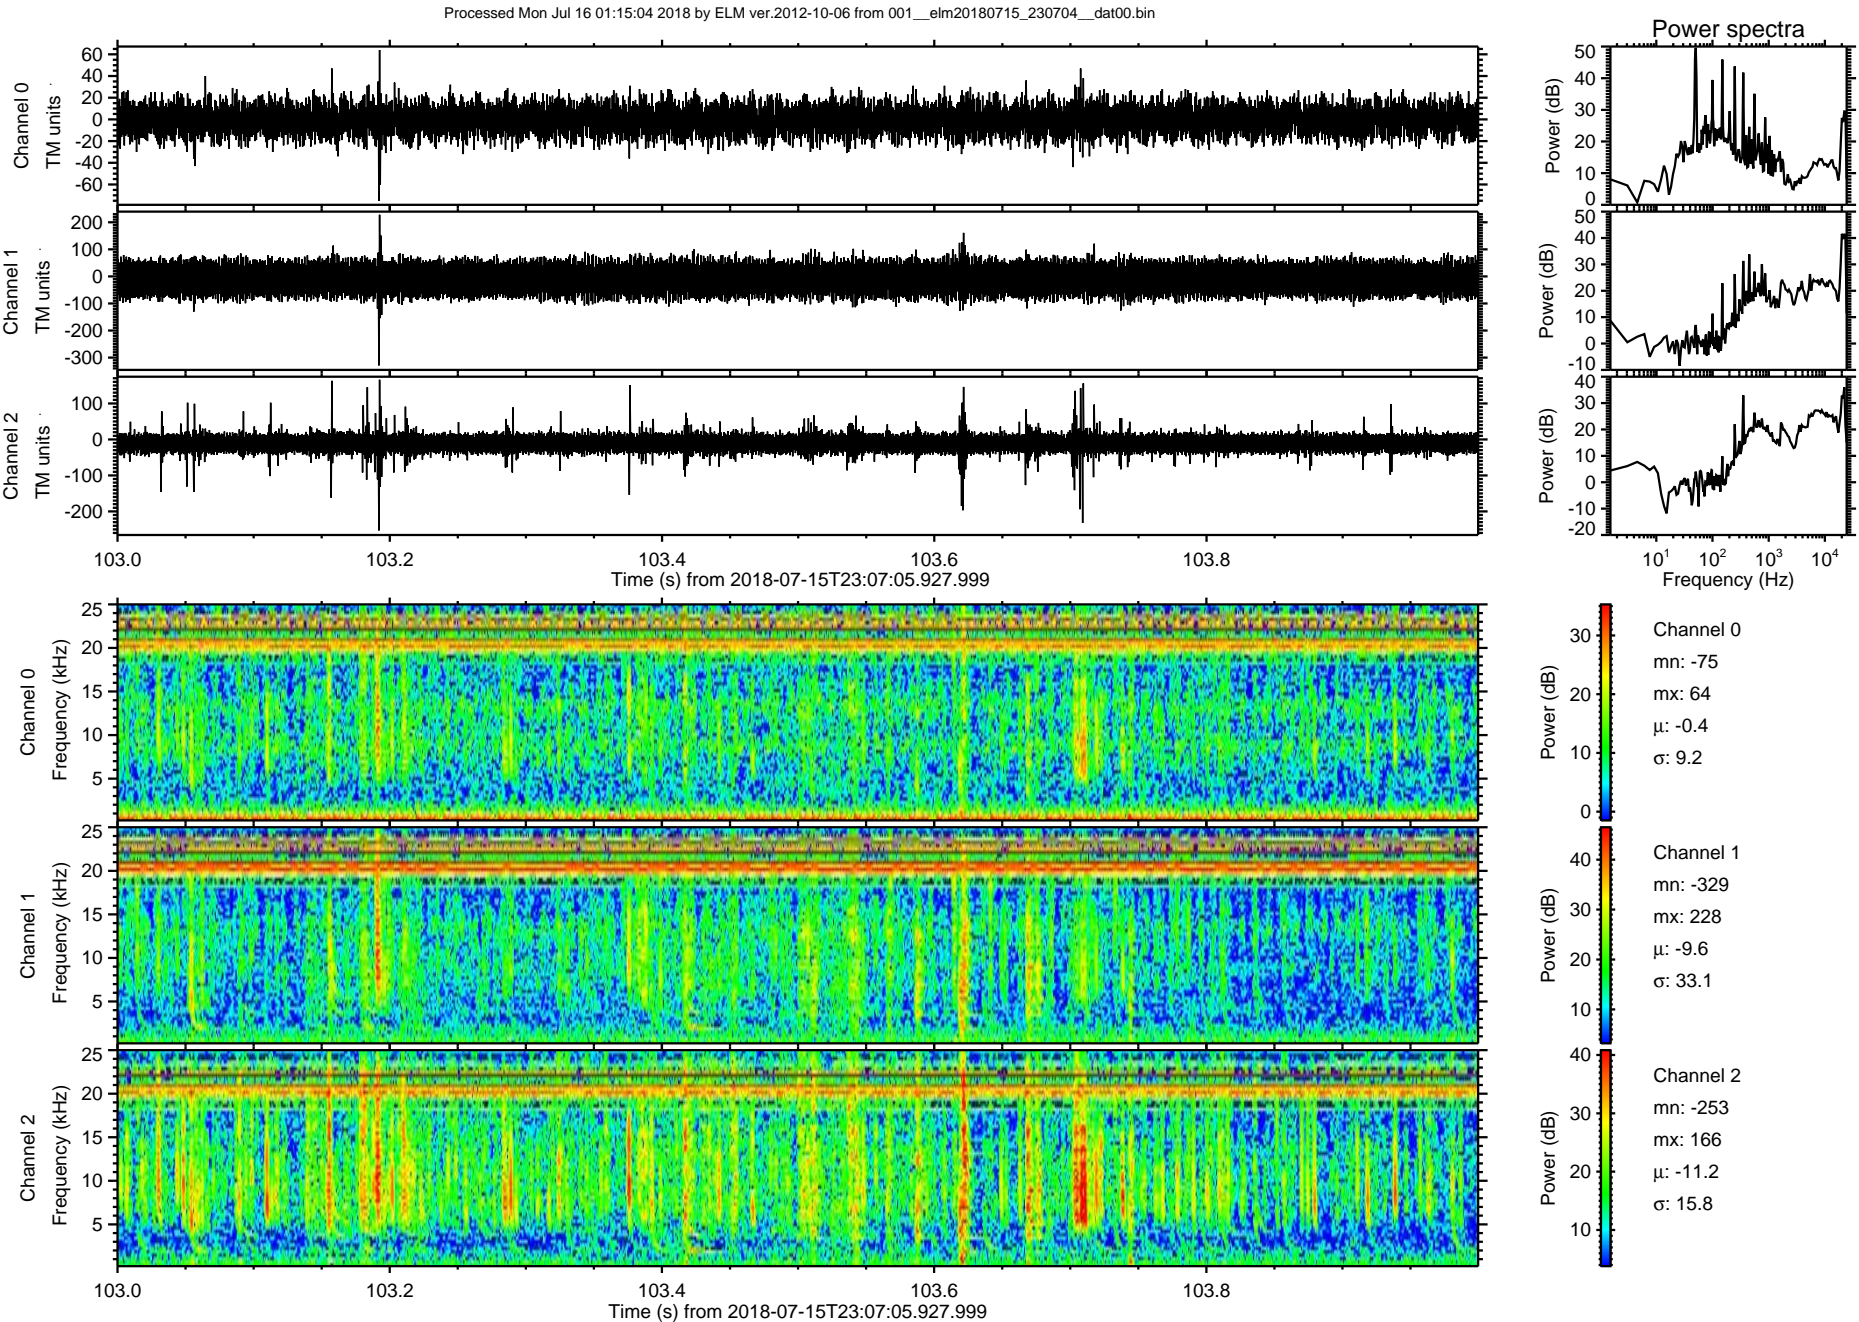 Processed Mon Jul 16 01:15:04 2018 by ELM ver.2012-10-06 from 001__elm20180715_230704__dat00.bin
Power spectra
Channel 0
TM units
60
40
20
0
-20
-40
-60
Power (dB)
50
40
30
20
10
0
Channel 1
TM units
200
100
0
-100
-200
-300
Power (dB)
50
40
30
20
10
0
-10
Channel 2
TM units
100
0
-100
-200
Power (dB)
40
30
20
10
0
-10
-20
103.0 103.2 103.4 103.6 103.8
Time (s) from 2018-07-15T23:07:05.927.999
10¹ 10² 10³ 10⁴
Frequency (Hz)
Channel 0
Frequency (kHz)
25
20
15
10
5
Power (dB)
30
20
10
0
Channel 0
mn: -75
mx: 64
μ: -0.4
σ: 9.2
Channel 1
Frequency (kHz)
25
20
15
10
5
Power (dB)
40
30
20
10
Channel 1
mn: -329
mx: 228
μ: -9.6
σ: 33.1
Channel 2
Frequency (kHz)
25
20
15
10
5
Power (dB)
40
30
20
10
Channel 2
mn: -253
mx: 166
μ: -11.2
σ: 15.8
103.0 103.2 103.4 103.6 103.8
Time (s) from 2018-07-15T23:07:05.927.999